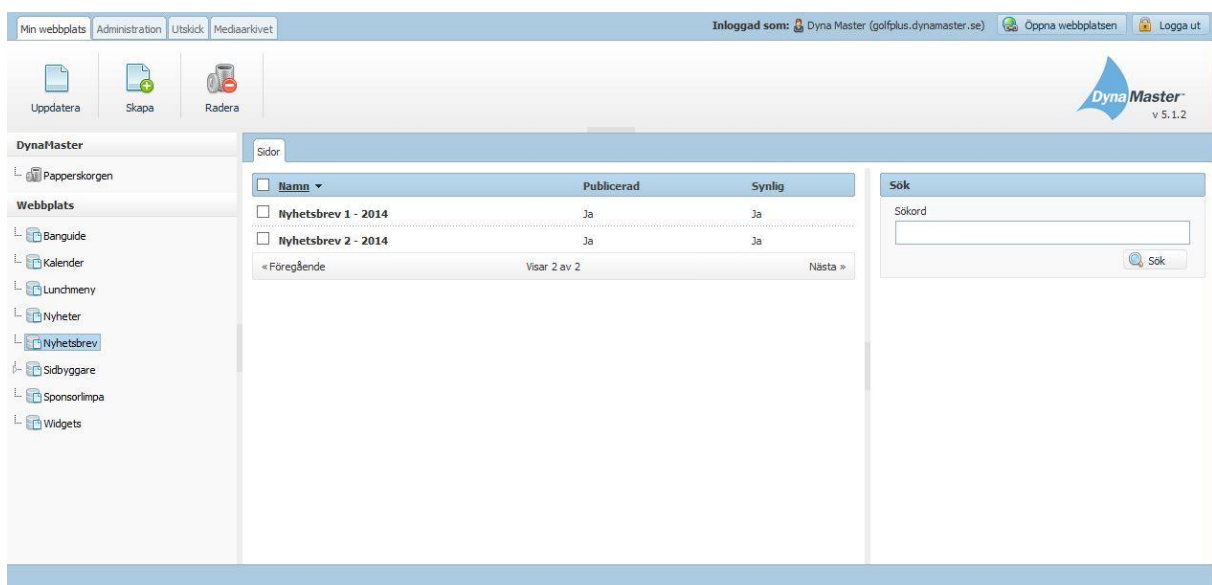 Min webbplats Administration Utskick Mediaarkivet Inloggad som: Dyna Master (golfplus.dynamaster.se) Öppna webbplatsen Logga ut
Uppdatera Skapa Radera
DynaMaster
v 5.1.2
DynaMaster
Papperskorgen
Webbplats
Banguide
Kalender
Lunchmeny
Nyheter
Nyhetsbrev
Sidbyggare
Sponsorlimpa
Widgets
Sidor
Namn Publicerad Synlig
Nyhetsbrev 1 - 2014 Ja Ja
Nyhetsbrev 2 - 2014 Ja Ja
« Föregående Visar 2 av 2 Nästa »
Sök
Sökord
Sök